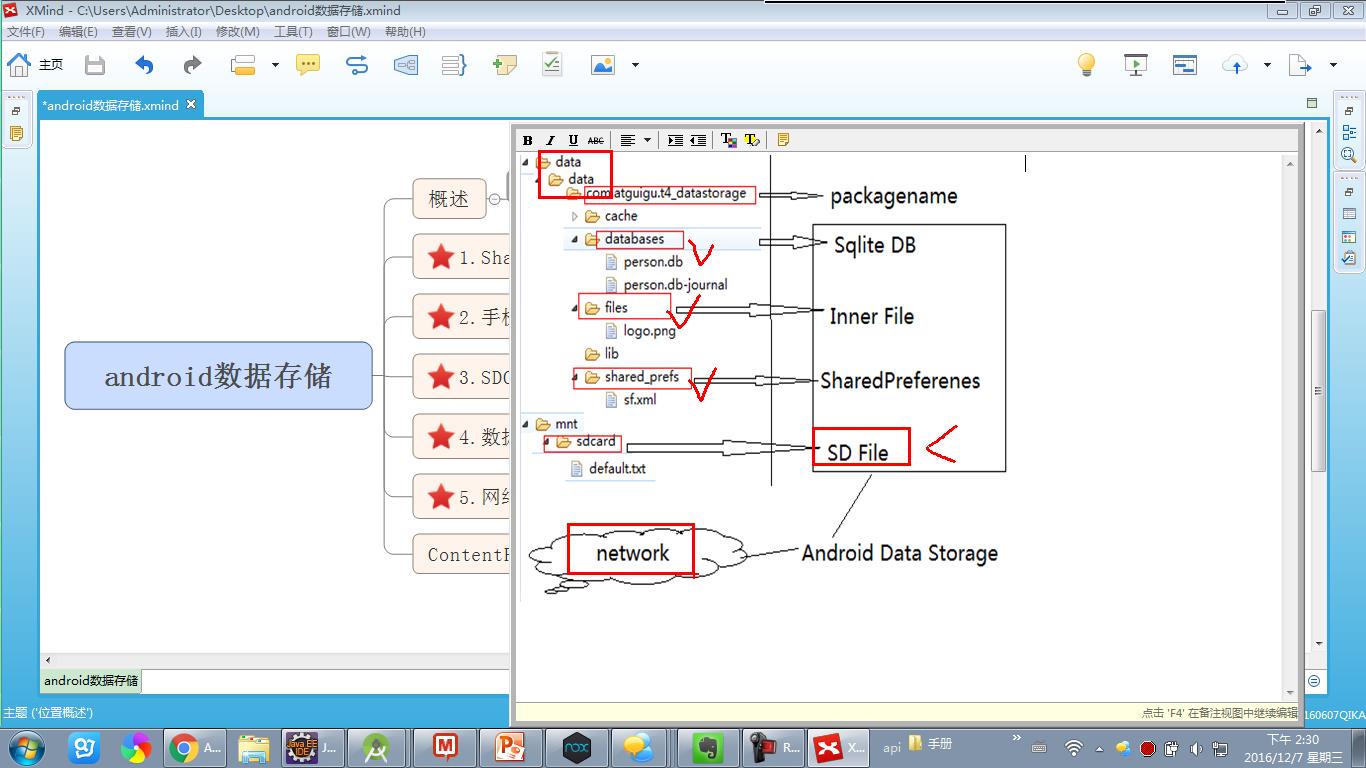 XMind - C:\Users\Administrator\Desktop\android数据存储.xmind
文件(F) 编辑(E) 查看(V) 插入(I) 修改(M) 工具(T) 窗口(W) 帮助(H)
主页
*android数据存储.xmind
B I U ABC
android数据存储
概述
1.Sha
2.手机
3.SDC
4.数据
5.网络
ContentP
data
data
com.atguigu.t4_datastorage
packagename
cache
databases
Sqlite DB
person.db
person.db-journal
files
Inner File
logo.png
lib
shared_prefs
SharedPreferenes
sf.xml
mnt
sdcard
SD File
default.txt
network
Android Data Storage
android数据存储
主题 ('位置概述')
点击 'F4' 在备注视图中继续编辑
160607QIKA
A...
Java EE IDE
J...
R...
X...
api
手册
下午 2:30
2016/12/7 星期三